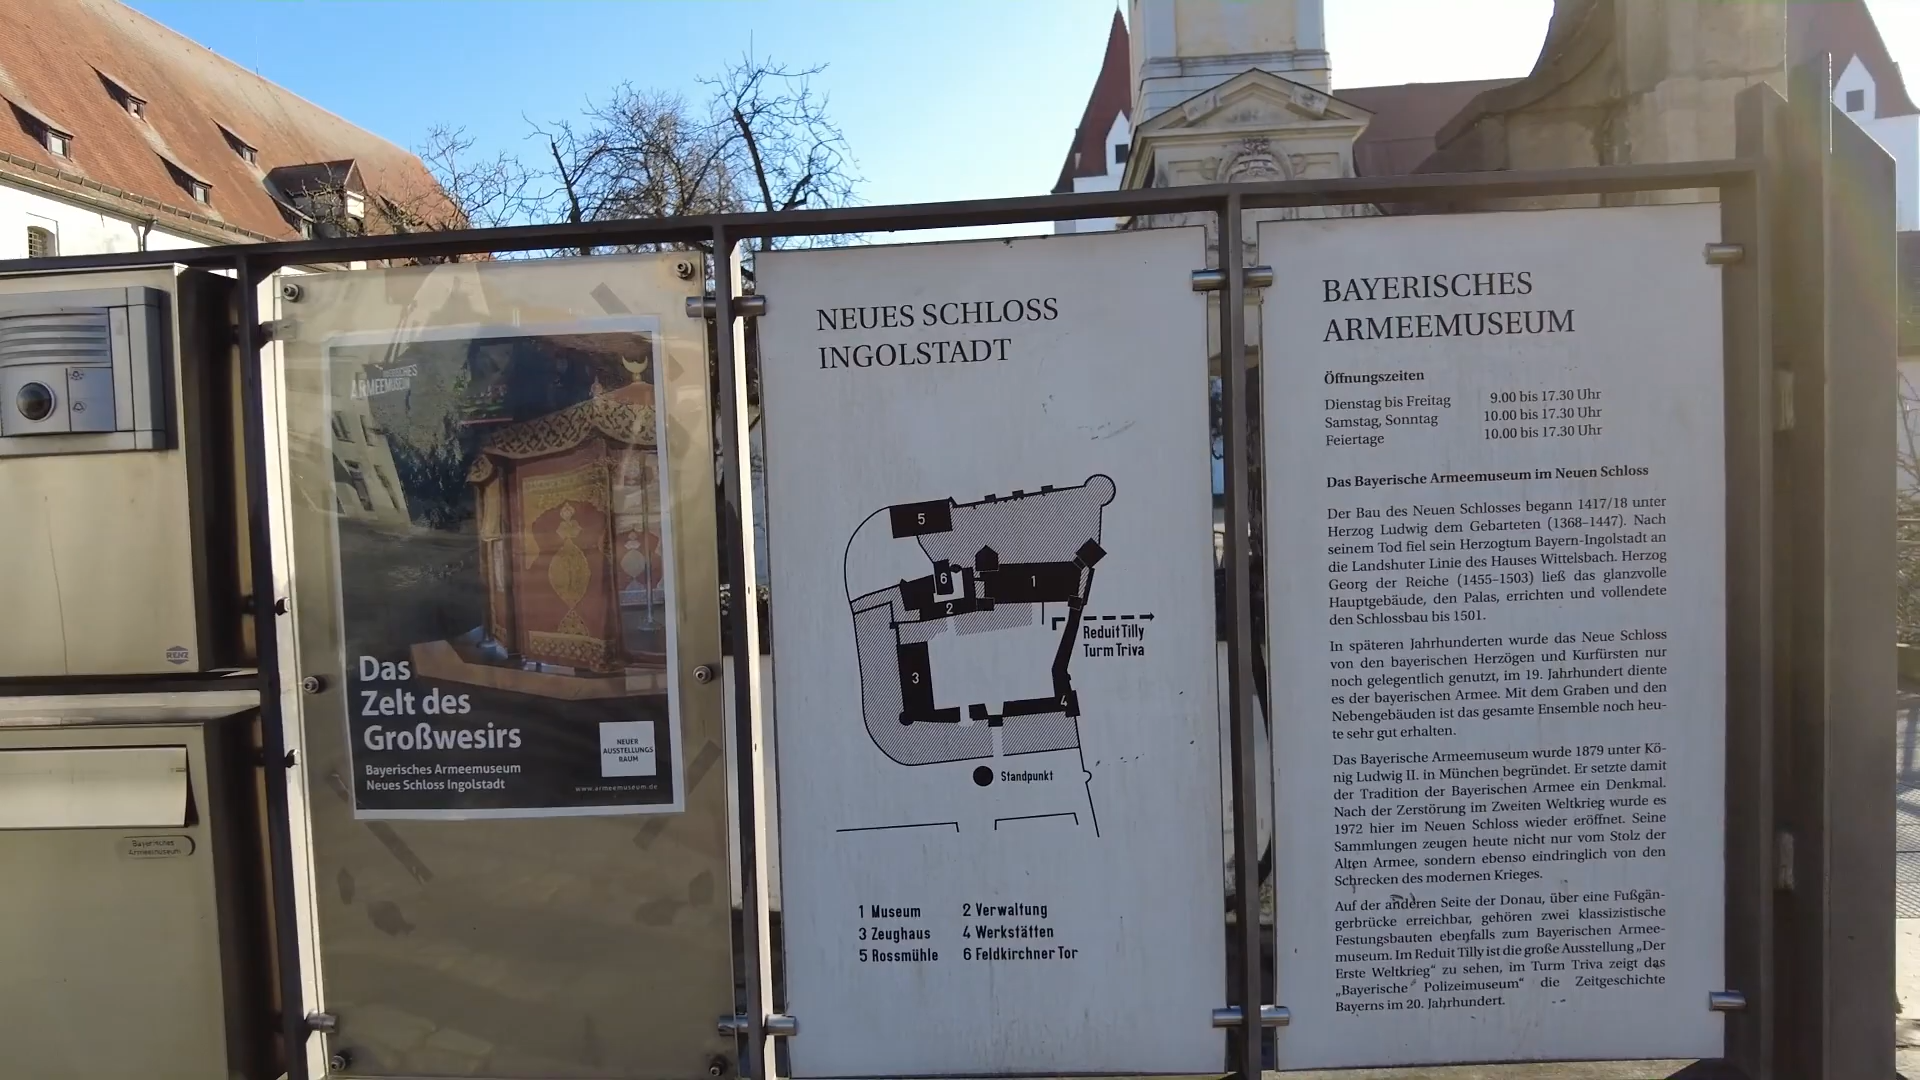 RENZ
Bayerisches
Armeemuseum
BAYERISCHES
ARMEEMUSEUM
Das
Zelt des
Großwesirs
Bayerisches Armeemuseum
Neues Schloss Ingolstadt
NEUER
AUSSTELLUNGS
RAUM
www.armeemuseum.de
NEUES SCHLOSS
INGOLSTADT
5
6
1
2
Reduit Tilly
Turm Triva
3
4
Standpunkt
1 Museum 2 Verwaltung
3 Zeughaus 4 Werkstätten
5 Rossmühle 6 Feldkirchner Tor
BAYERISCHES
ARMEEMUSEUM
Öffnungszeiten
Dienstag bis Freitag 9.00 bis 17.30 Uhr
Samstag, Sonntag 10.00 bis 17.30 Uhr
Feiertage 10.00 bis 17.30 Uhr
Das Bayerische Armeemuseum im Neuen Schloss
Der Bau des Neuen Schlosses begann 1417/18 unter
Herzog Ludwig dem Gebarteten (1368–1447). Nach
seinem Tod fiel sein Herzogtum Bayern-Ingolstadt an
die Landshuter Linie des Hauses Wittelsbach. Herzog
Georg der Reiche (1455–1503) ließ das glanzvolle
Hauptgebäude, den Palas, errichten und vollendete
den Schlossbau bis 1501.
In späteren Jahrhunderten wurde das Neue Schloss
von den bayerischen Herzögen und Kurfürsten nur
noch gelegentlich genutzt, im 19. Jahrhundert diente
es der bayerischen Armee. Mit dem Graben und den
Nebengebäuden ist das gesamte Ensemble noch heu-
te sehr gut erhalten.
Das Bayerische Armeemuseum wurde 1879 unter Kö-
nig Ludwig II. in München begründet. Er setzte damit
der Tradition der Bayerischen Armee ein Denkmal.
Nach der Zerstörung im Zweiten Weltkrieg wurde es
1972 hier im Neuen Schloss wieder eröffnet. Seine
Sammlungen zeugen heute nicht nur vom Stolz der
Alten Armee, sondern ebenso eindringlich von den
Schrecken des modernen Krieges.
Auf der anderen Seite der Donau, über eine Fußgän-
gerbrücke erreichbar, gehören zwei klassizistische
Festungsbauten ebenfalls zum Bayerischen Armee-
museum. Im Reduit Tilly ist die große Ausstellung „Der
Erste Weltkrieg“ zu sehen, im Turm Triva zeigt das
„Bayerische Polizeimuseum“ die Zeitgeschichte
Bayerns im 20. Jahrhundert.